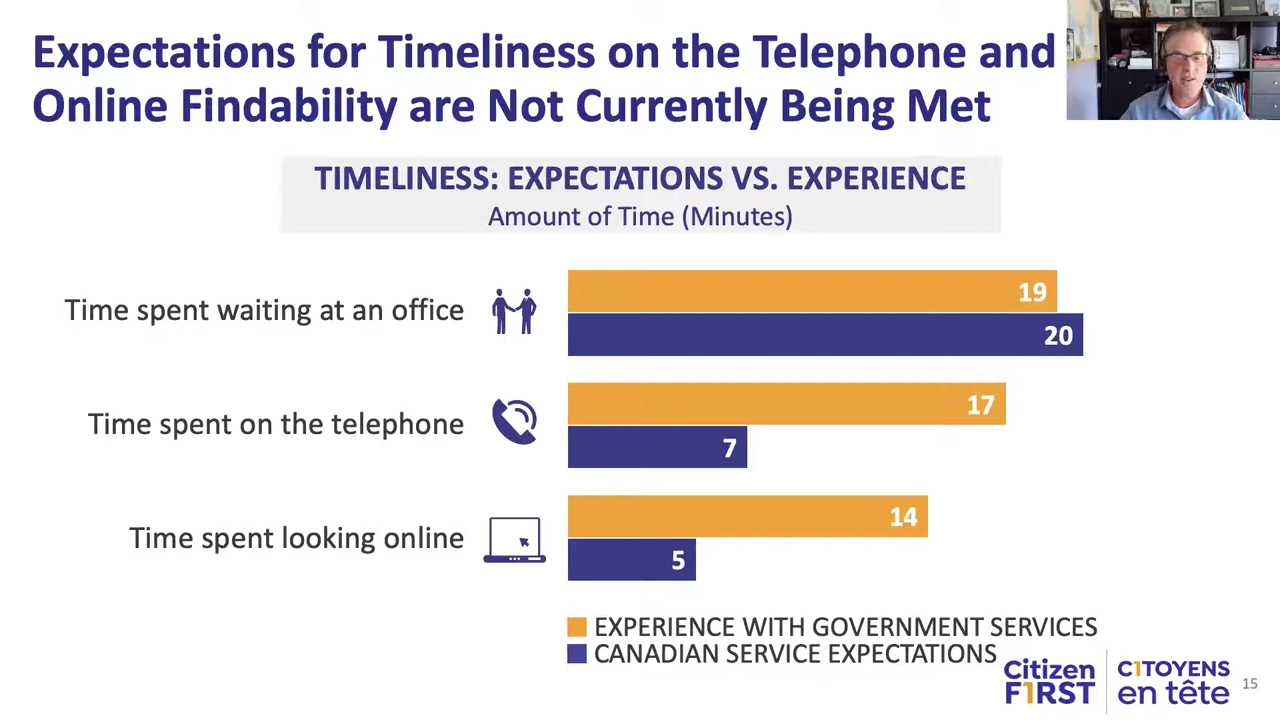 Expectations for Timeliness on the Telephone and
Online Findability are Not Currently Being Met
TIMELINESS: EXPECTATIONS VS. EXPERIENCE
Amount of Time (Minutes)
Time spent waiting at an office
19
20
Time spent on the telephone
17
7
Time spent looking online
14
5
EXPERIENCE WITH GOVERNMENT SERVICES
CANADIAN SERVICE EXPECTATIONS
Citizen
F1RST
C1TOYENS
en tête
15